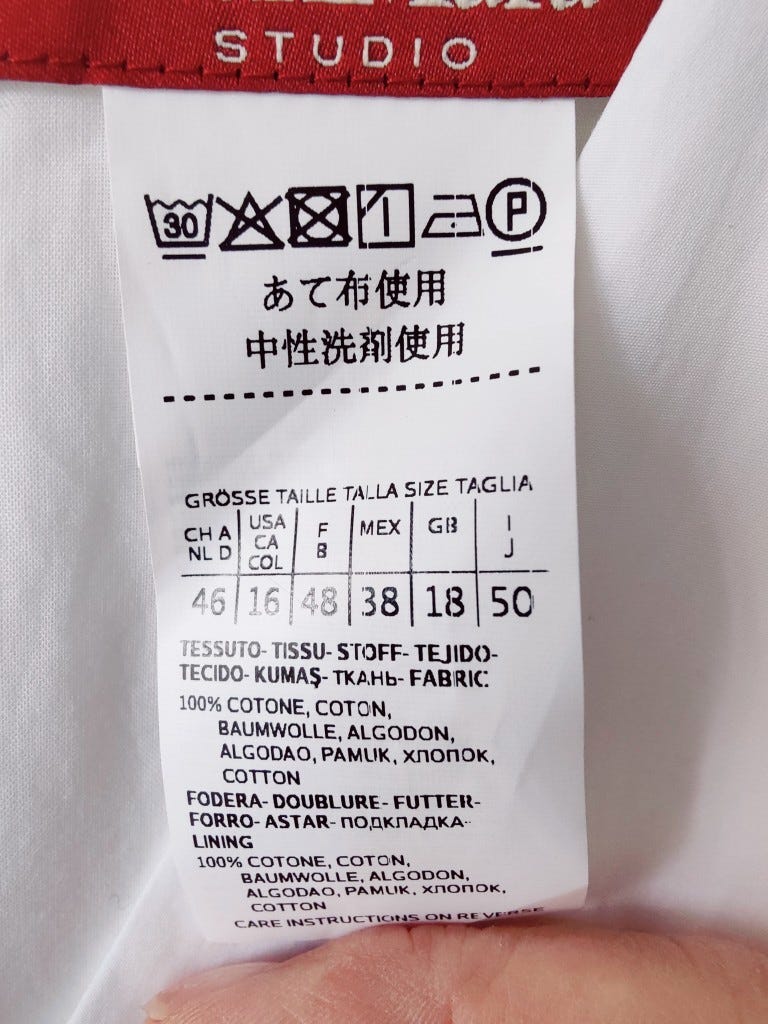 STUDIO
30 P
あて布使用
中性洗剤使用
GRÖSSE TAILLE TALLA SIZE TAGLIA
CH A NL D USA CA COL F B MEX GB I J
46 16 48 38 18 50
TESSUTO- TISSU- STOFF- TEJIDO-
TECIDO- KUMAŞ- ТКАНЬ- FABRIC:
100% COTONE, COTON,
BAUMWOLLE, ALGODON,
ALGODAO, PAMUK, ХЛОПОК,
COTTON
FODERA- DOUBLURE- FUTTER-
FORRO- ASTAR- ПОДКЛАДКА-
LINING
100% COTONE, COTON,
BAUMWOLLE, ALGODON,
ALGODAO, PAMUK, ХЛОПОК,
COTTON
CARE INSTRUCTIONS ON REVERSE